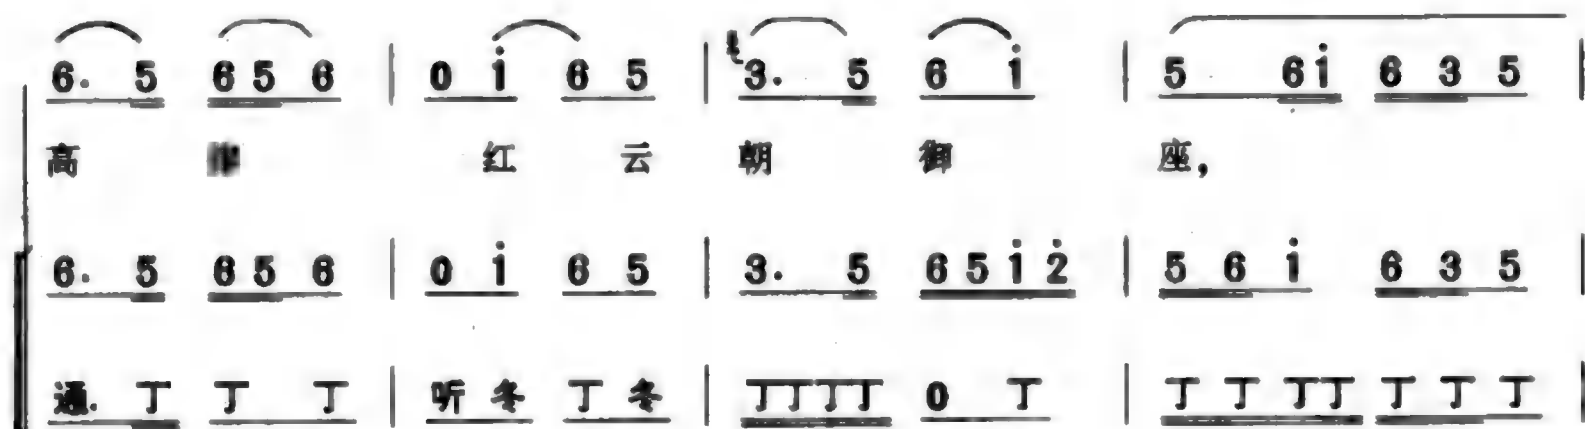 6. 5 6 5 6 | 0 i̇ 6 5 | 3. 5 6 i̇ | 5 6 i̇ 6 3 5 |
高 红 云 朝 御 座，
6. 5 6 5 6 | 0 i̇ 6 5 | 3. 5 6 5 i̇ 2̇ | 5 6 i̇ 6 3 5 |
通. 丁 丁 丁 | 听 冬 丁 冬 | 丁丁丁丁 0 丁 | 丁 丁 丁丁 丁 丁 丁 |